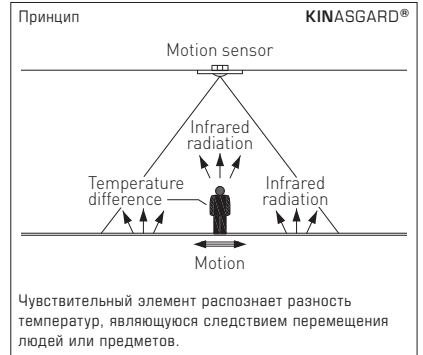 Принцип
KINASGARD®
Motion sensor
Infrared
radiation
Temperature
difference
Infrared
radiation
Motion
Чувствительный элемент распознает разность
температур, являющуюся следствием перемещения
людей или предметов.